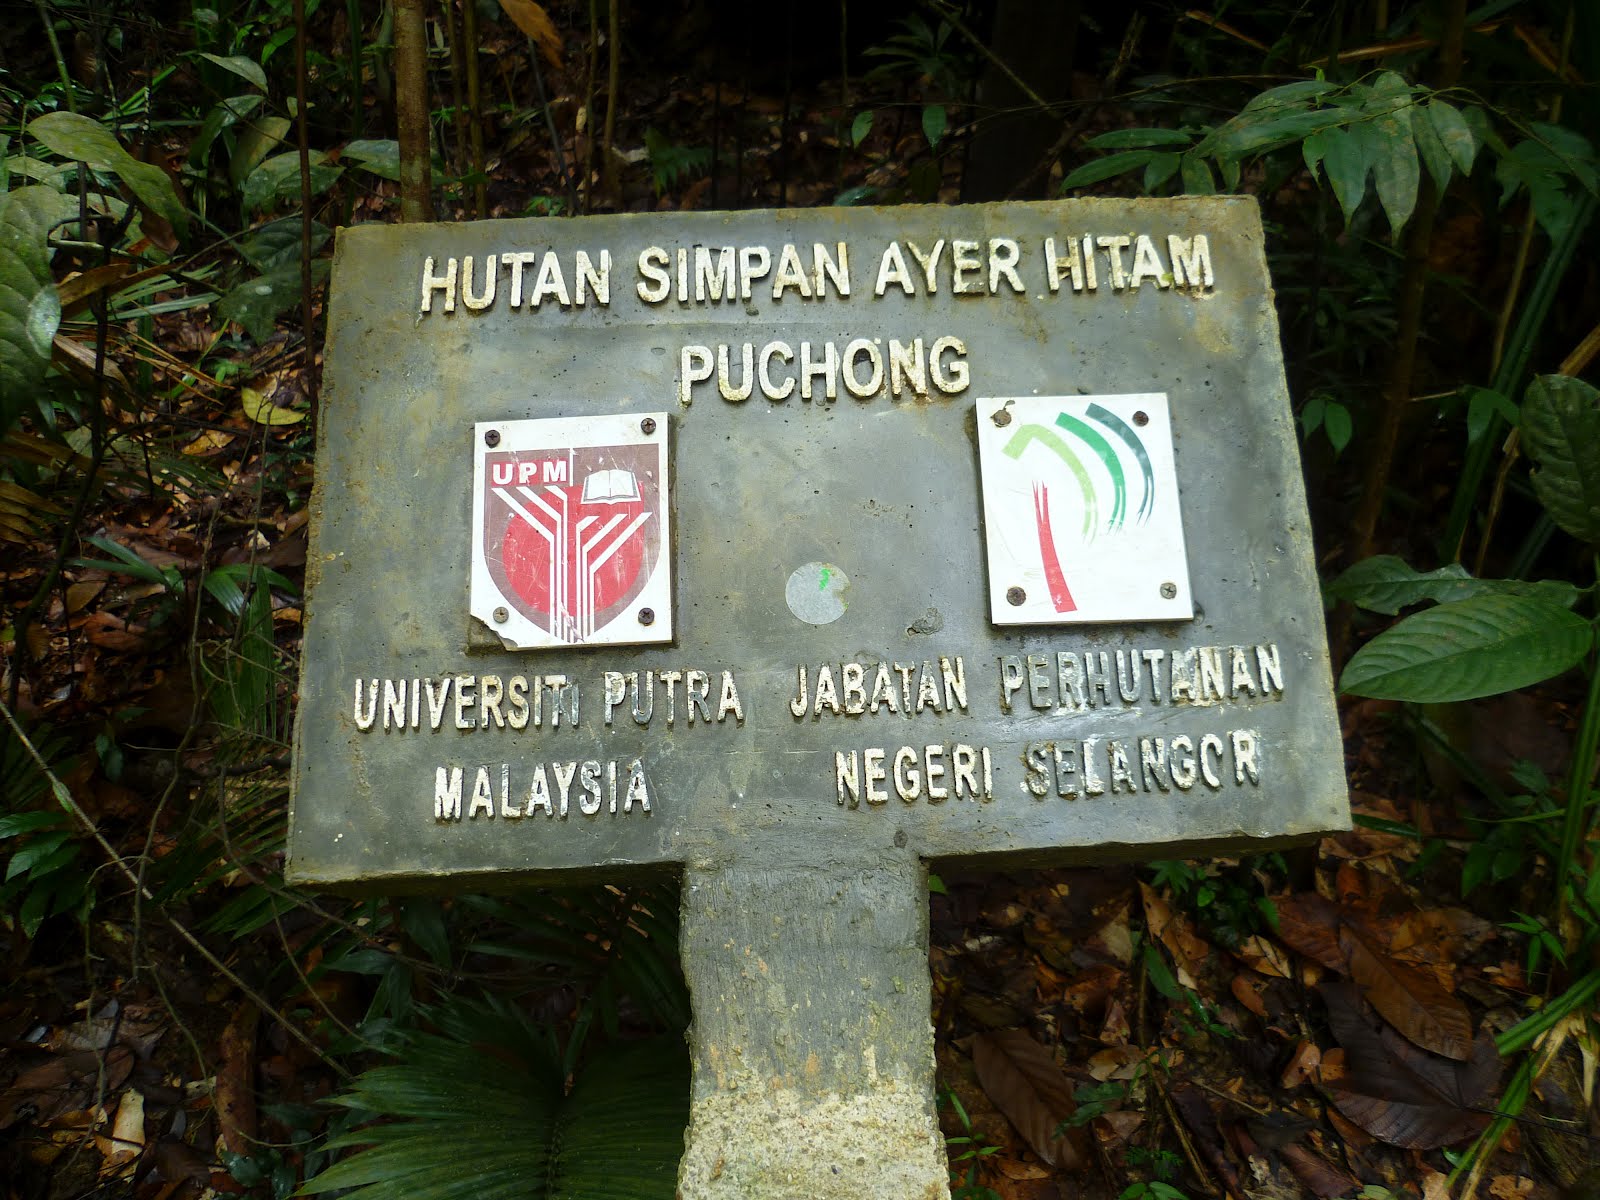 HUTAN SIMPAN AYER HITAM
PUCHONG
UPM
UNIVERSITI PUTRA
MALAYSIA
JABATAN PERHUTANAN
NEGERI SELANGOR